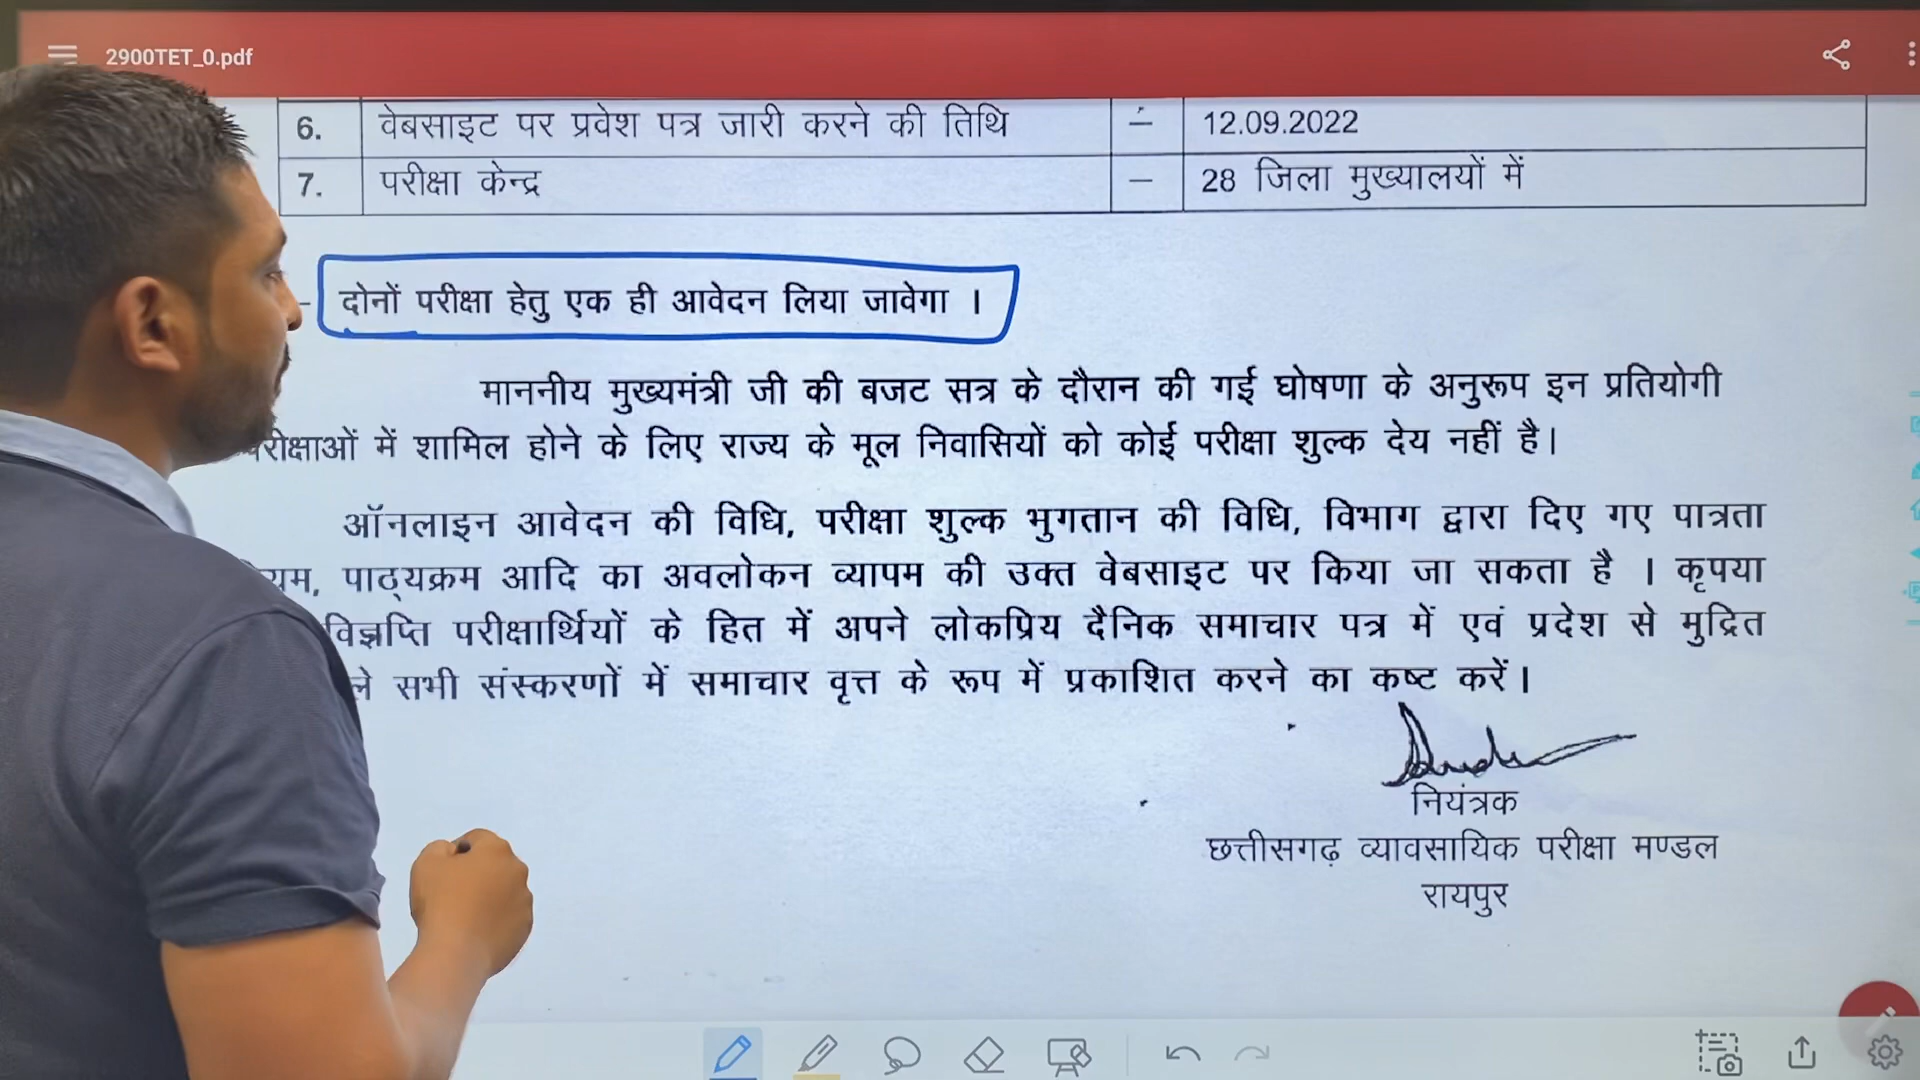 2900TET_0.pdf
6. वेबसाइट पर प्रवेश पत्र जारी करने की तिथि – 12.09.2022
7. परीक्षा केन्द्र – 28 जिला मुख्यालयों में
दोनों परीक्षा हेतु एक ही आवेदन लिया जावेगा ।
माननीय मुख्यमंत्री जी की बजट सत्र के दौरान की गई घोषणा के अनुरूप इन प्रतियोगी
में शामिल होने के लिए राज्य के मूल निवासियों को कोई परीक्षा शुल्क देय नहीं है।
ऑनलाइन आवेदन की विधि, परीक्षा शुल्क भुगतान की विधि, विभाग द्वारा दिए गए पात्रता
पाठ्यक्रम आदि का अवलोकन व्यापम की उक्त वेबसाइट पर किया जा सकता है । कृपया
विज्ञप्ति परीक्षार्थियों के हित में अपने लोकप्रिय दैनिक समाचार पत्र में एवं प्रदेश से मुद्रित
सभी संस्करणों में समाचार वृत्त के रूप में प्रकाशित करने का कष्ट करें।
नियंत्रक
छत्तीसगढ़ व्यावसायिक परीक्षा मण्डल
रायपुर